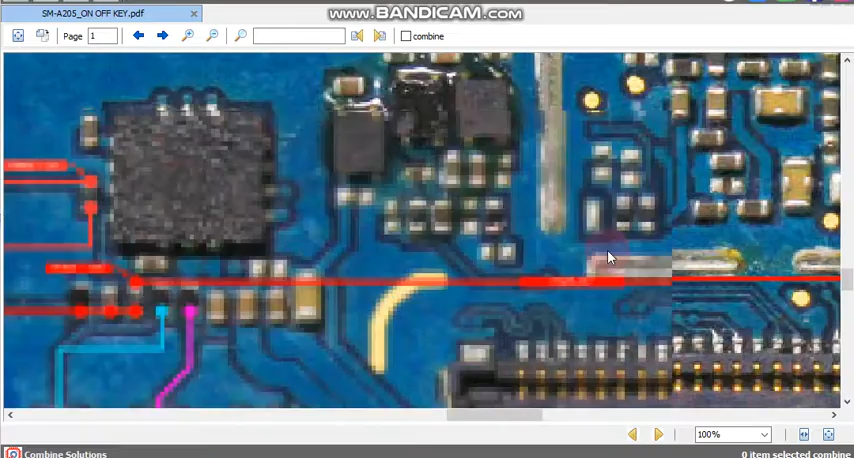 www.BANDICAM.com
SM-A205_ON OFF KEY.pdf
Page 1
combine
100%
Combine Solutions
0 item selected combine